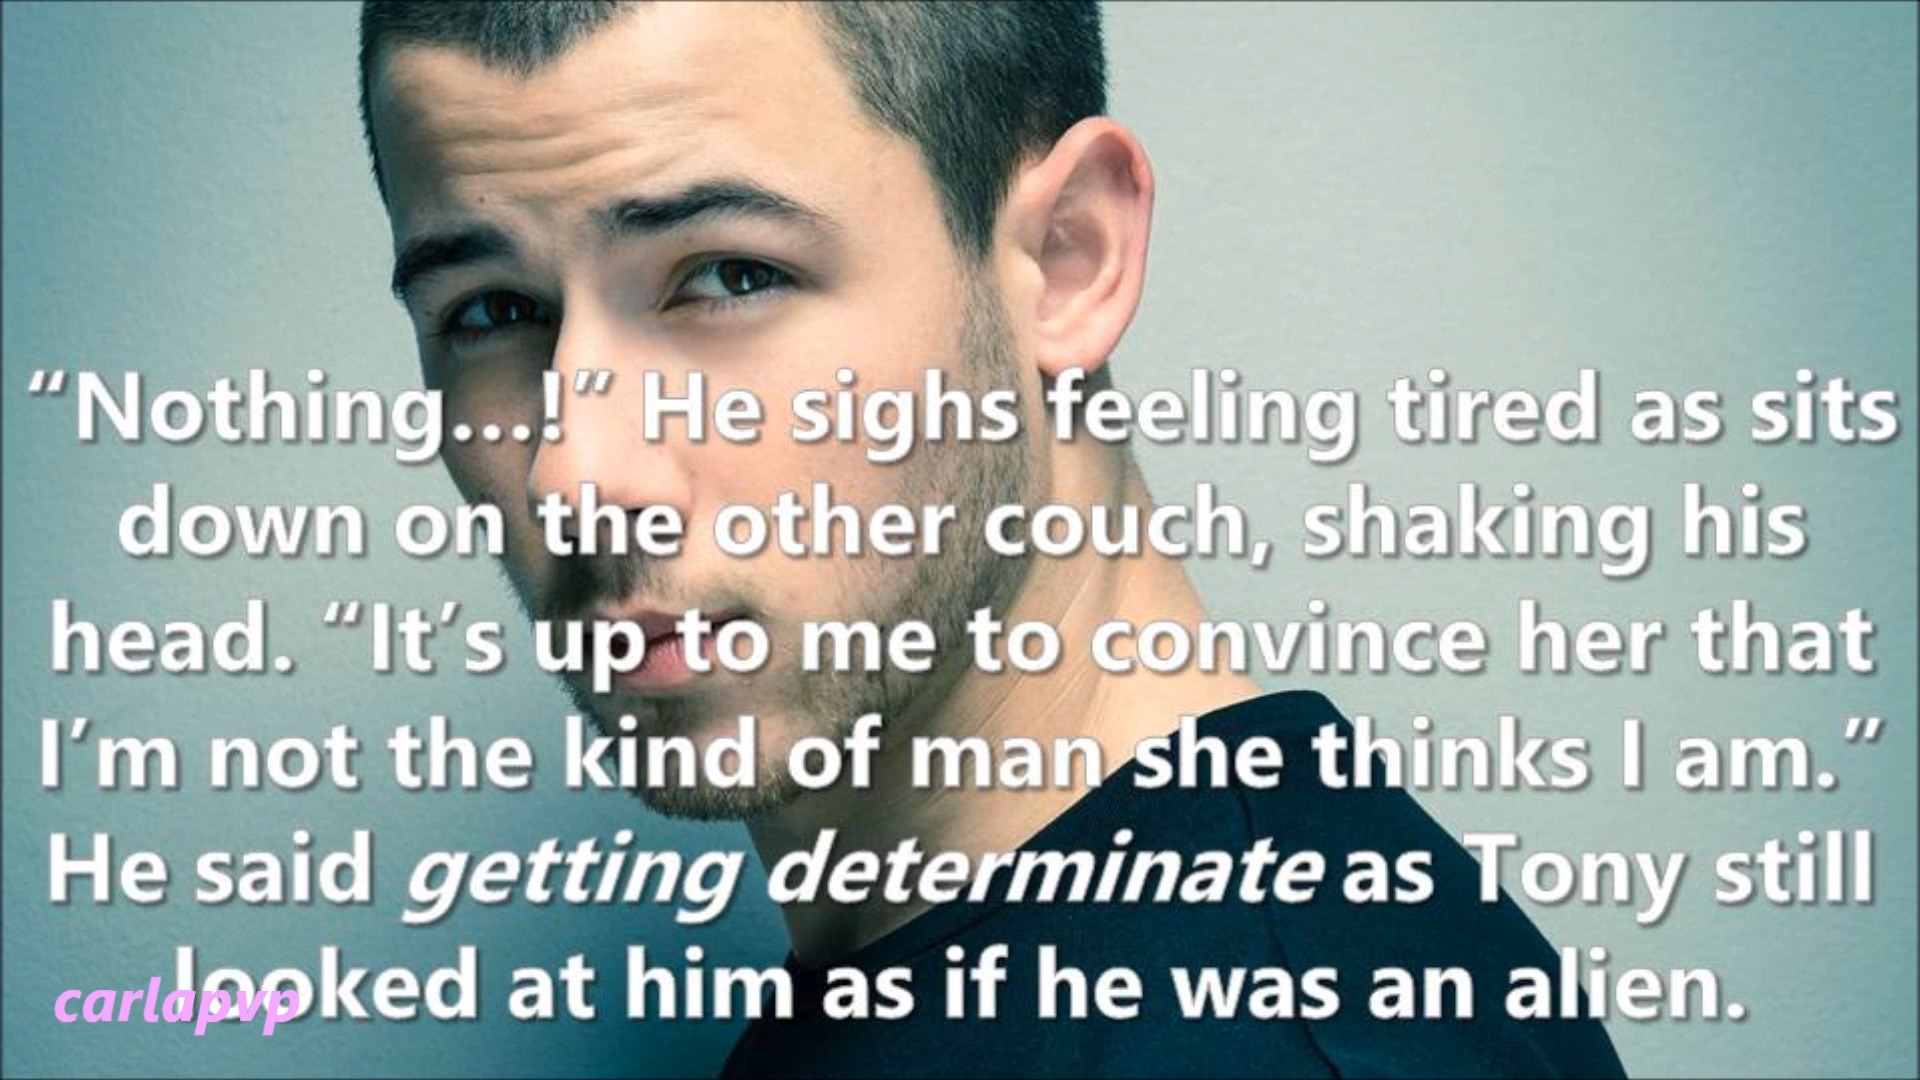 “Nothing…!” He sighs feeling tired as sits
down on the other couch, shaking his
head. “It’s up to me to convince her that
I’m not the kind of man she thinks I am.”
He said getting determinate as Tony still
looked at him as if he was an alien.
carlapvp